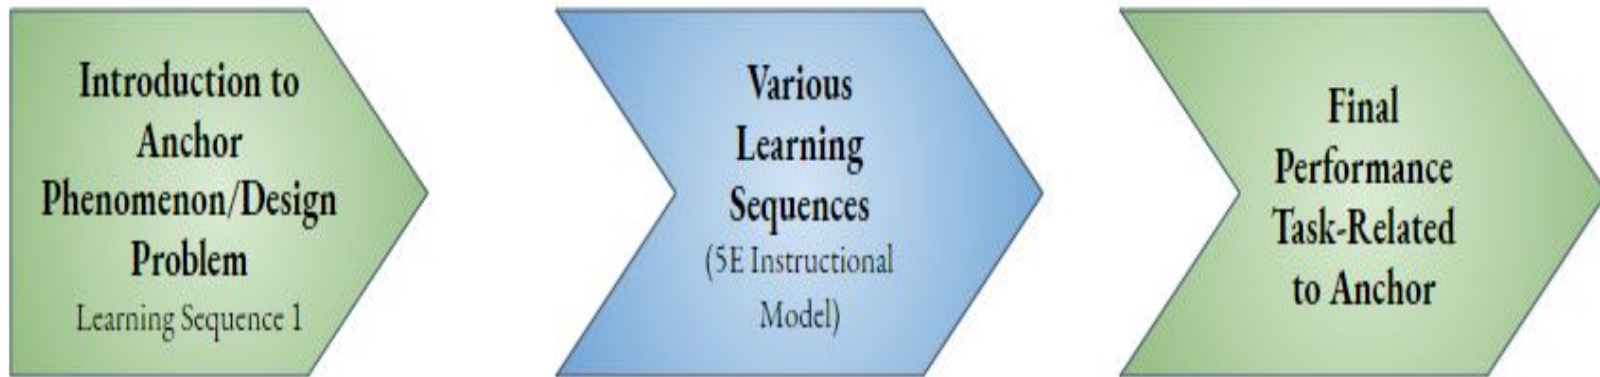 Introduction to
Anchor
Phenomenon/Design
Problem
Learning Sequence 1
Various
Learning
Sequences
(5E Instructional
Model)
Final
Performance
Task-Related
to Anchor